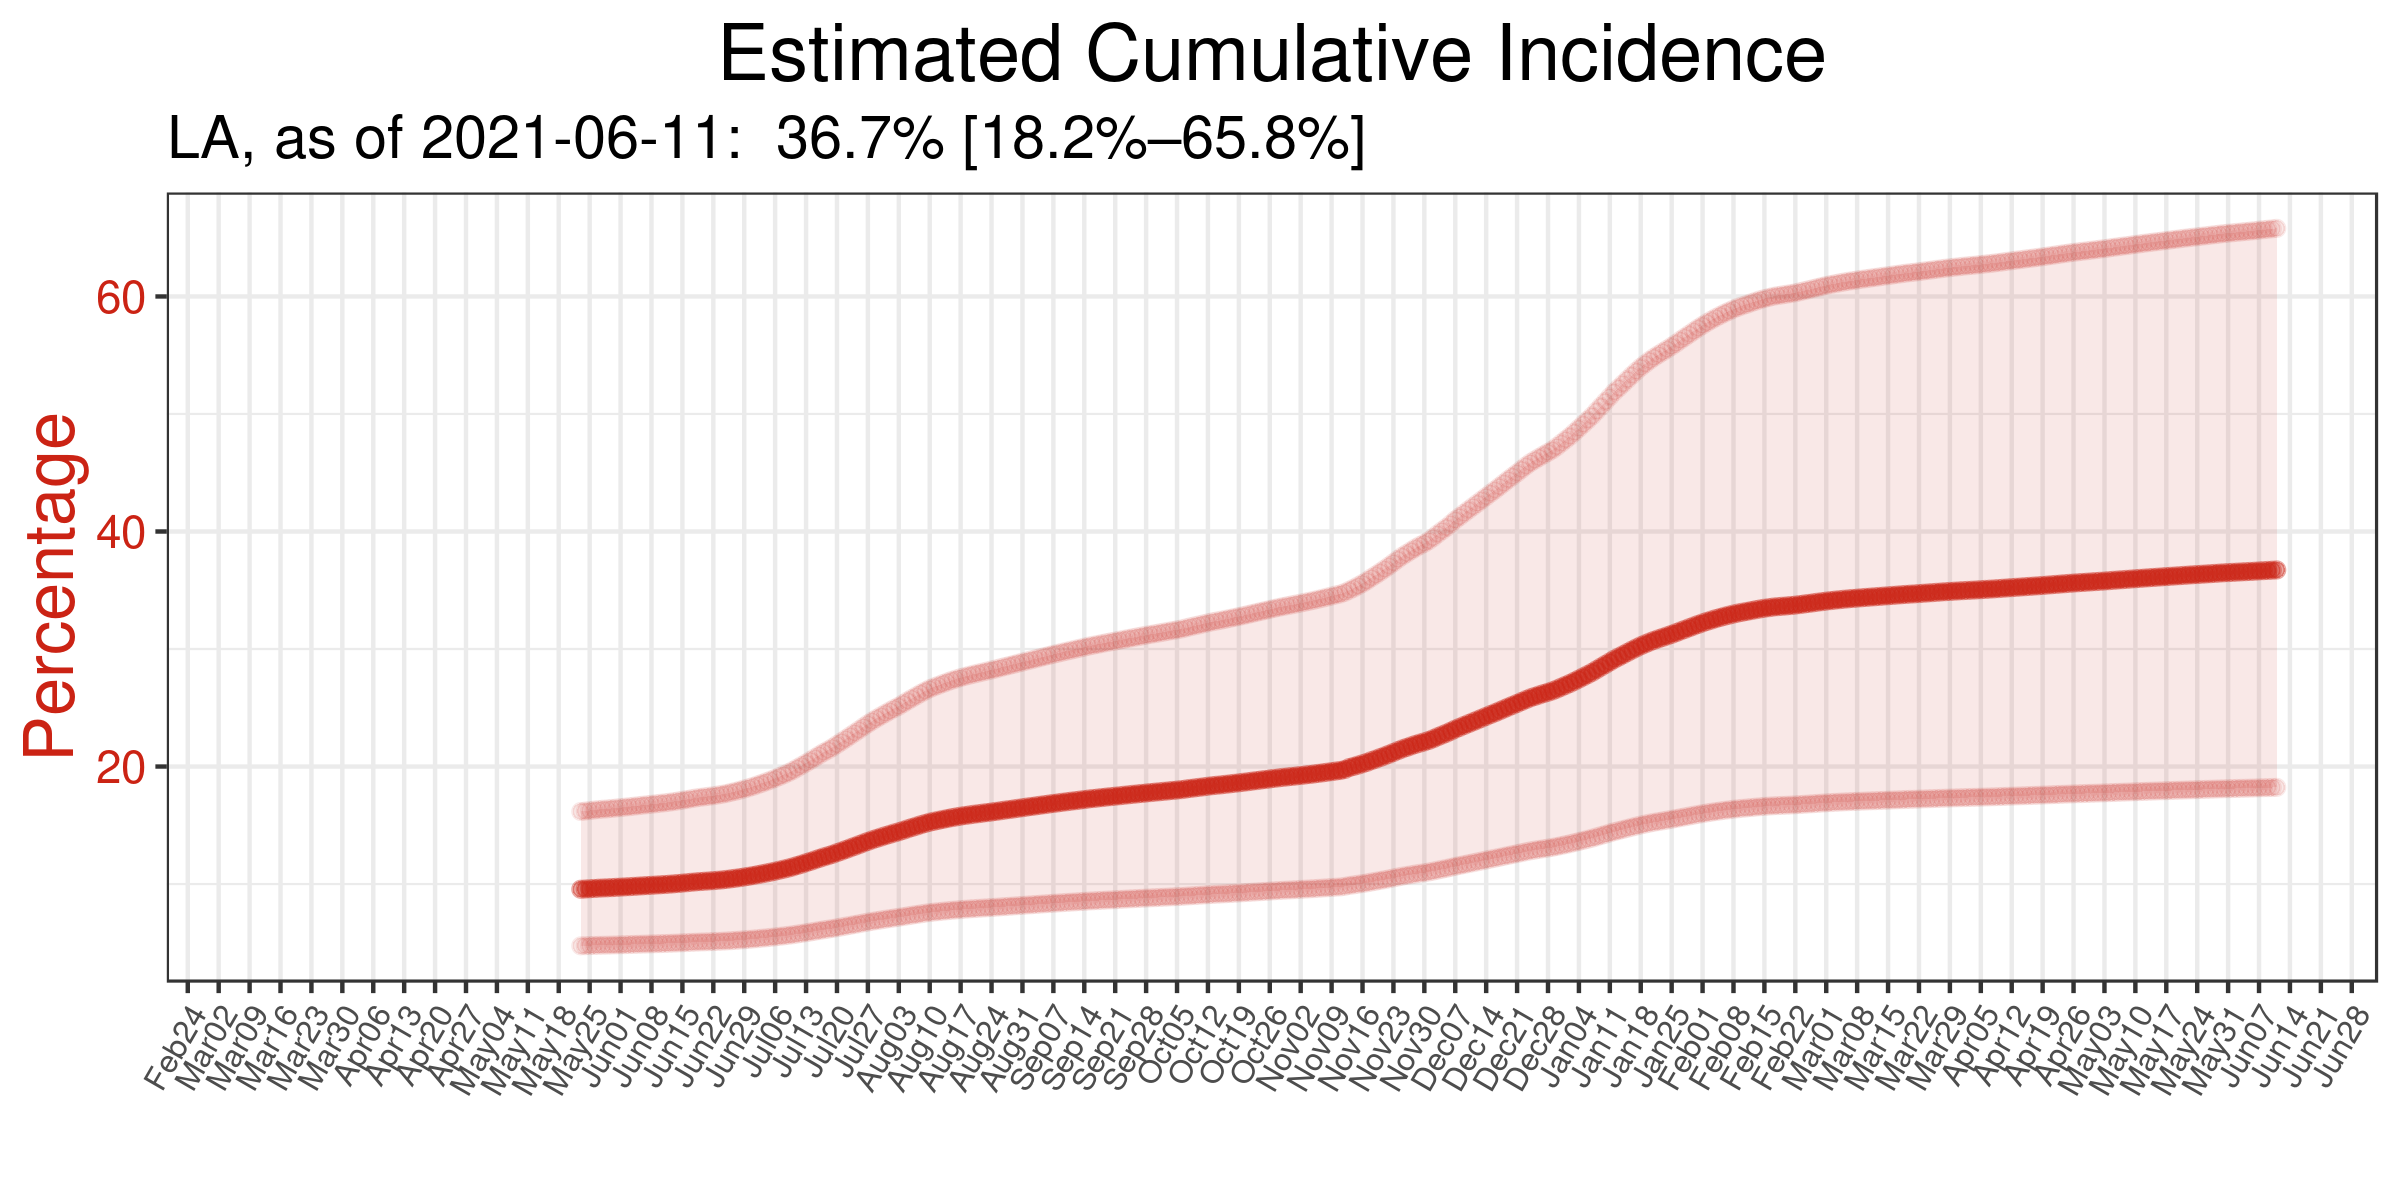 Estimated Cumulative Incidence
LA, as of 2021-06-11:  36.7% [18.2%–65.8%]
Percentage
60
40
20
Feb24
Mar02
Mar09
Mar16
Mar23
Mar30
Apr06
Apr13
Apr20
Apr27
May04
May11
May18
May25
Jun01
Jun08
Jun15
Jun22
Jun29
Jul06
Jul13
Jul20
Jul27
Aug03
Aug10
Aug17
Aug24
Aug31
Sep07
Sep14
Sep21
Sep28
Oct05
Oct12
Oct19
Oct26
Nov02
Nov09
Nov16
Nov23
Nov30
Dec07
Dec14
Dec21
Dec28
Jan04
Jan11
Jan18
Jan25
Feb01
Feb08
Feb15
Feb22
Mar01
Mar08
Mar15
Mar22
Mar29
Apr05
Apr12
Apr19
Apr26
May03
May10
May17
May24
May31
Jun07
Jun14
Jun21
Jun28